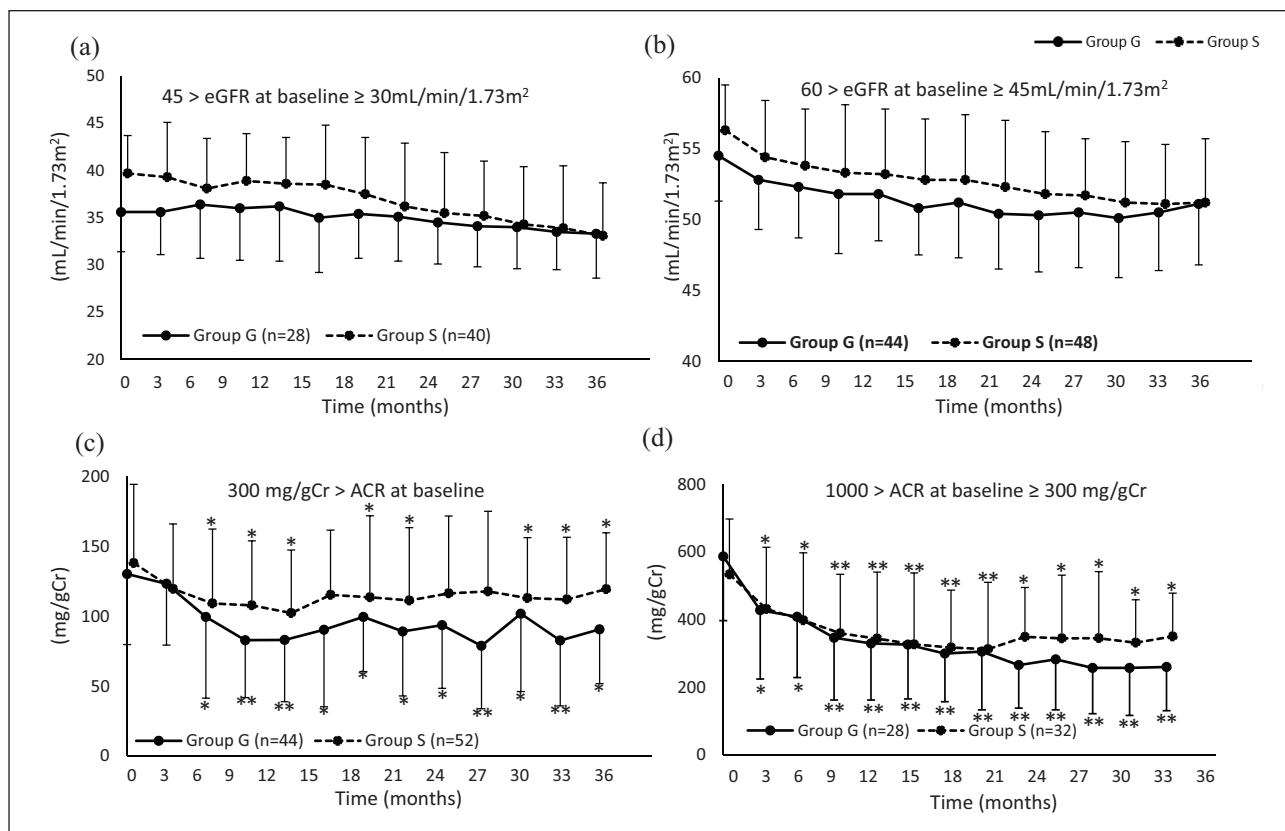 (a)
45 > eGFR at baseline ≥ 30mL/min/1.73m²
(mL/min/1.73m²)
50
45
40
35
30
25
20
Group G (n=28) Group S (n=40)
0 3 6 9 12 15 18 21 24 27 30 33 36
Time (months)
(b)
Group G Group S
60 > eGFR at baseline ≥ 45mL/min/1.73m²
(mL/min/1.73m²)
60
55
50
45
40
Group G (n=44) Group S (n=48)
0 3 6 9 12 15 18 21 24 27 30 33 36
Time (months)
(c)
300 mg/gCr > ACR at baseline
(mg/gCr)
200
150
100
50
0
* * * * * * * *
* ** ** * * * * ** * ** *
Group G (n=44) Group S (n=52)
0 3 6 9 12 15 18 21 24 27 30 33 36
Time (months)
(d)
1000 > ACR at baseline ≥ 300 mg/gCr
(mg/gCr)
800
600
400
200
0
* * ** ** ** ** ** * * * * *
* * ** ** ** ** ** ** ** ** ** **
Group G (n=28) Group S (n=32)
0 3 6 9 12 15 18 21 24 27 30 33 36
Time (months)